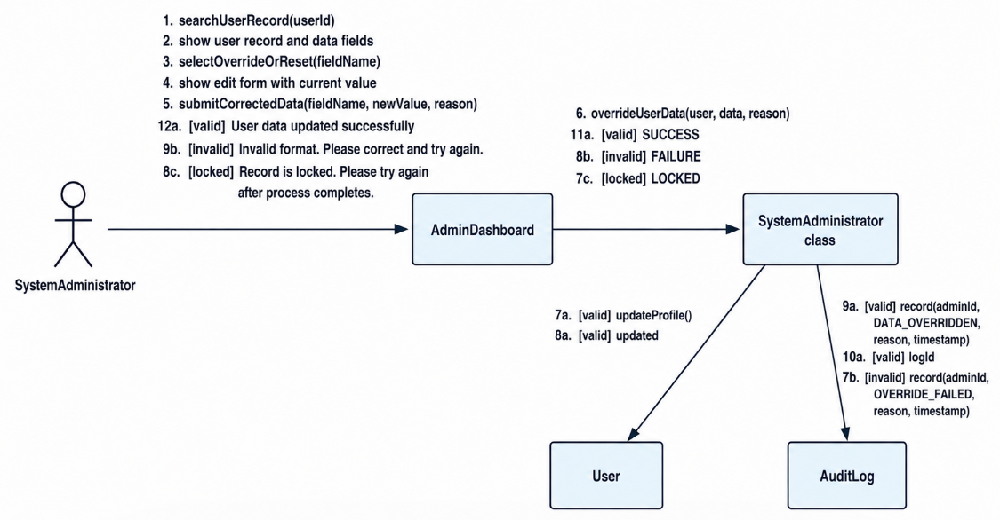 1. searchUserRecord(userId)
2. show user record and data fields
3. selectOverrideOrReset(fieldName)
4. show edit form with current value
5. submitCorrectedData(fieldName, newValue, reason)
12a. [valid] User data updated successfully
9b. [invalid] Invalid format. Please correct and try again.
8c. [locked] Record is locked. Please try again
after process completes.
6. overrideUserData(user, data, reason)
11a. [valid] SUCCESS
8b. [invalid] FAILURE
7c. [locked] LOCKED
SystemAdministrator
AdminDashboard
SystemAdministrator
class
7a. [valid] updateProfile()
8a. [valid] updated
9a. [valid] record(adminId,
DATA_OVERRIDDEN,
reason, timestamp)
10a. [valid] logId
7b. [invalid] record(adminId,
OVERRIDE_FAILED,
reason, timestamp)
User
AuditLog